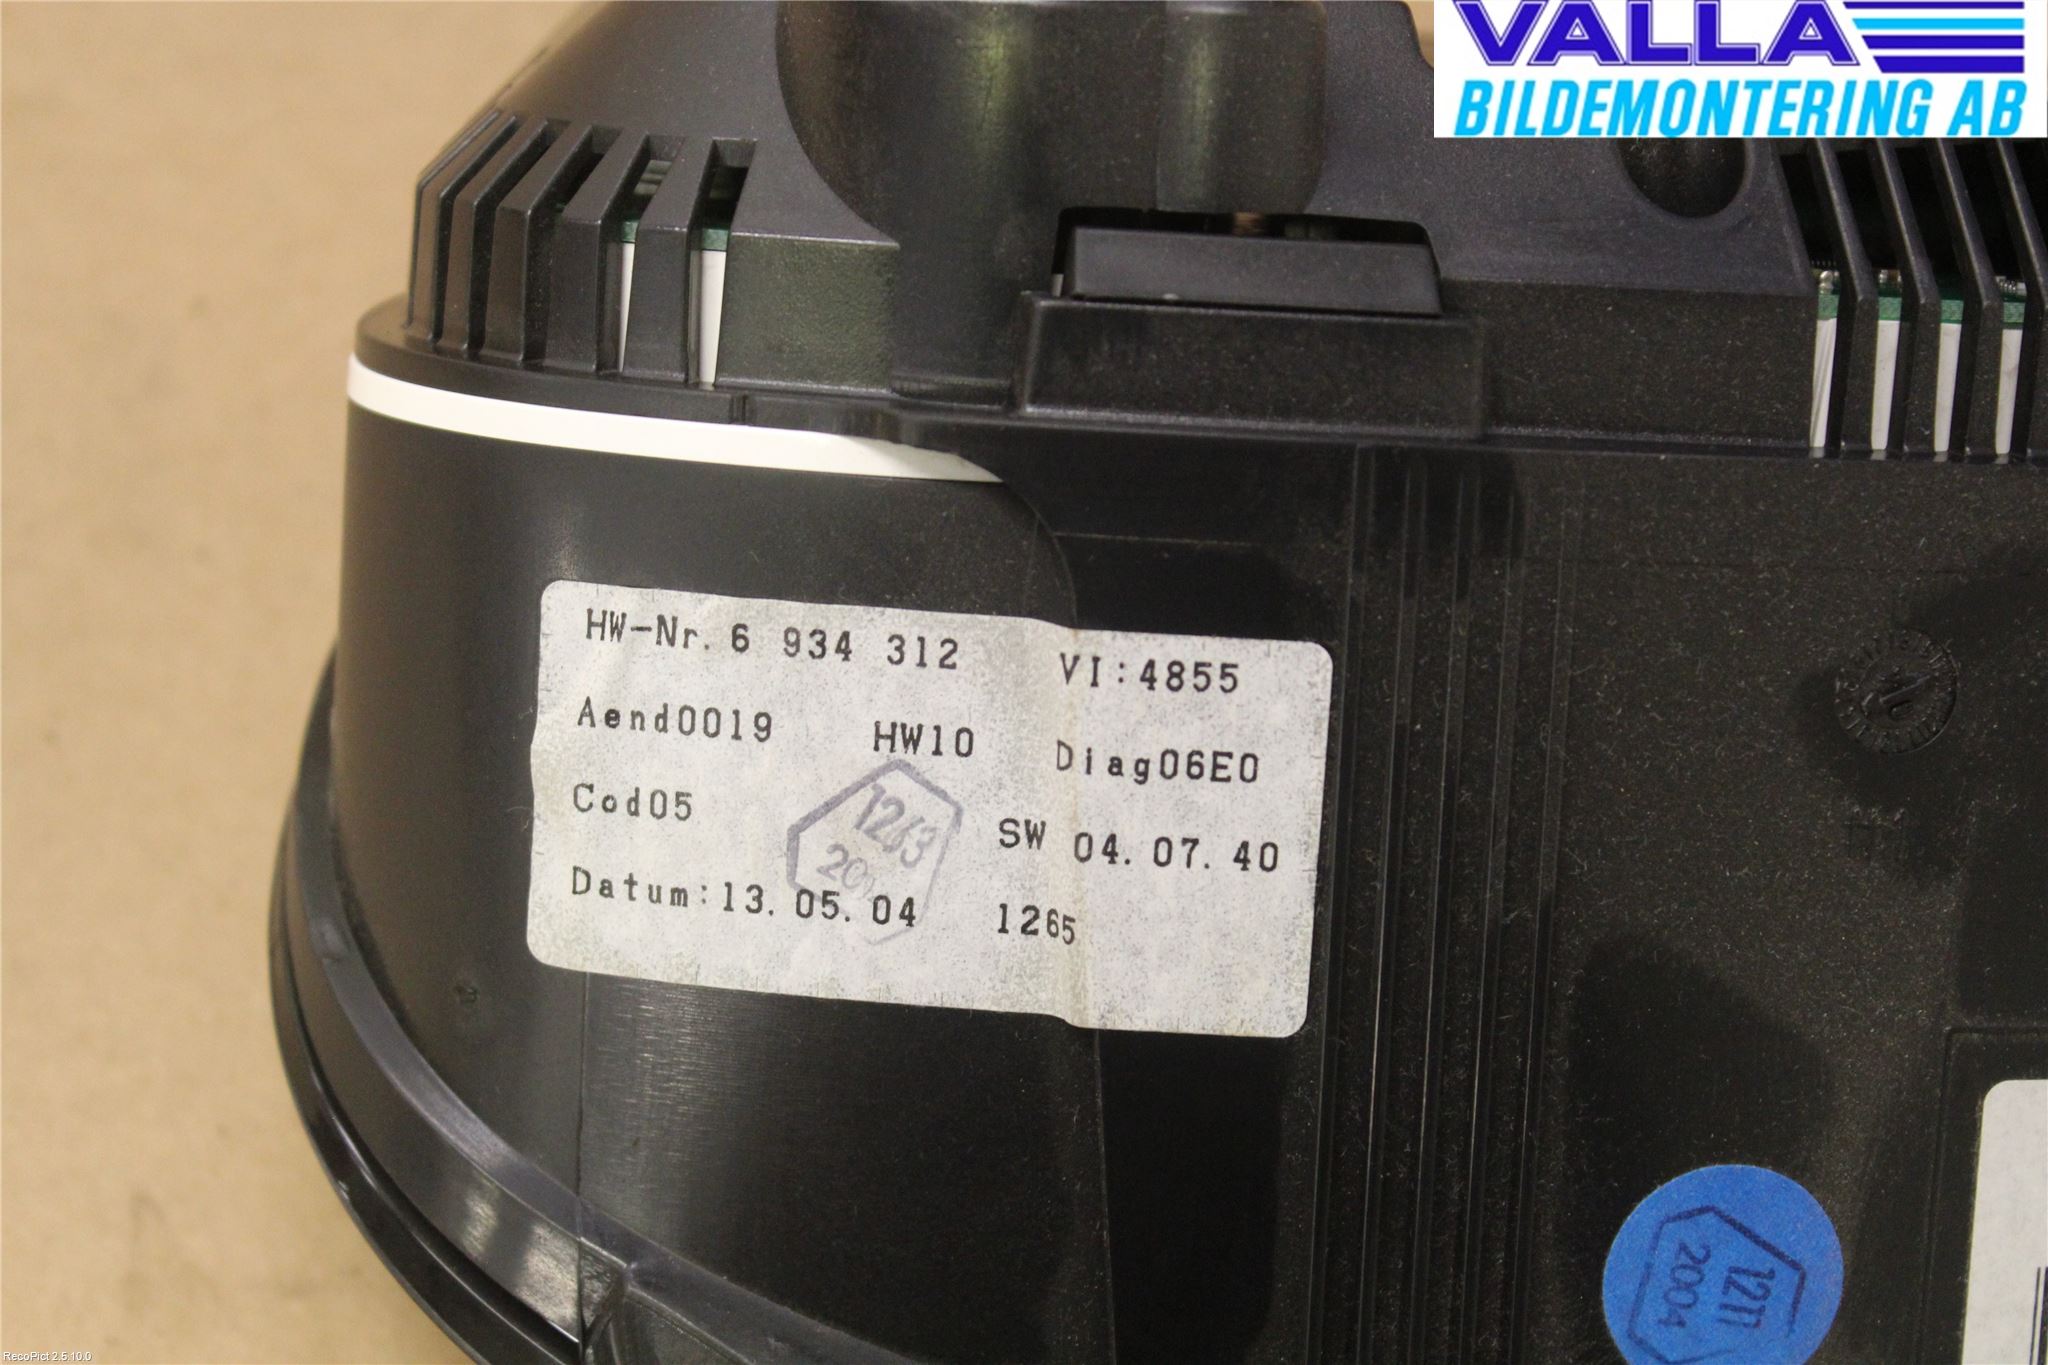 VALLA
BILDEMONTERING AB
HW-Nr. 6 934 312 VI:4855
Aend0019 HW10 Diag06E0
Cod05 1263
SW 04.07.40
Datum:13.05.04 1265
2004
RecoPict 2.5.10.0